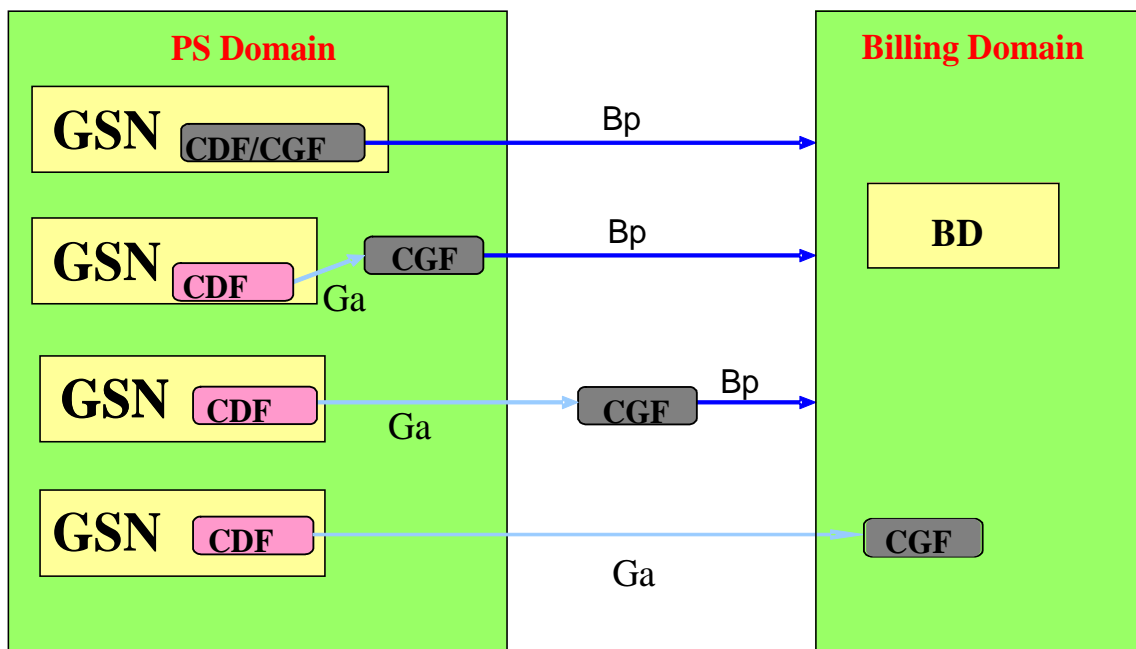 PS Domain
Billing Domain
GSN
CDF/CGF
Bp
GSN
CDF
Ga
CGF
Bp
BD
GSN
CDF
Ga
CGF
Bp
GSN
CDF
Ga
CGF